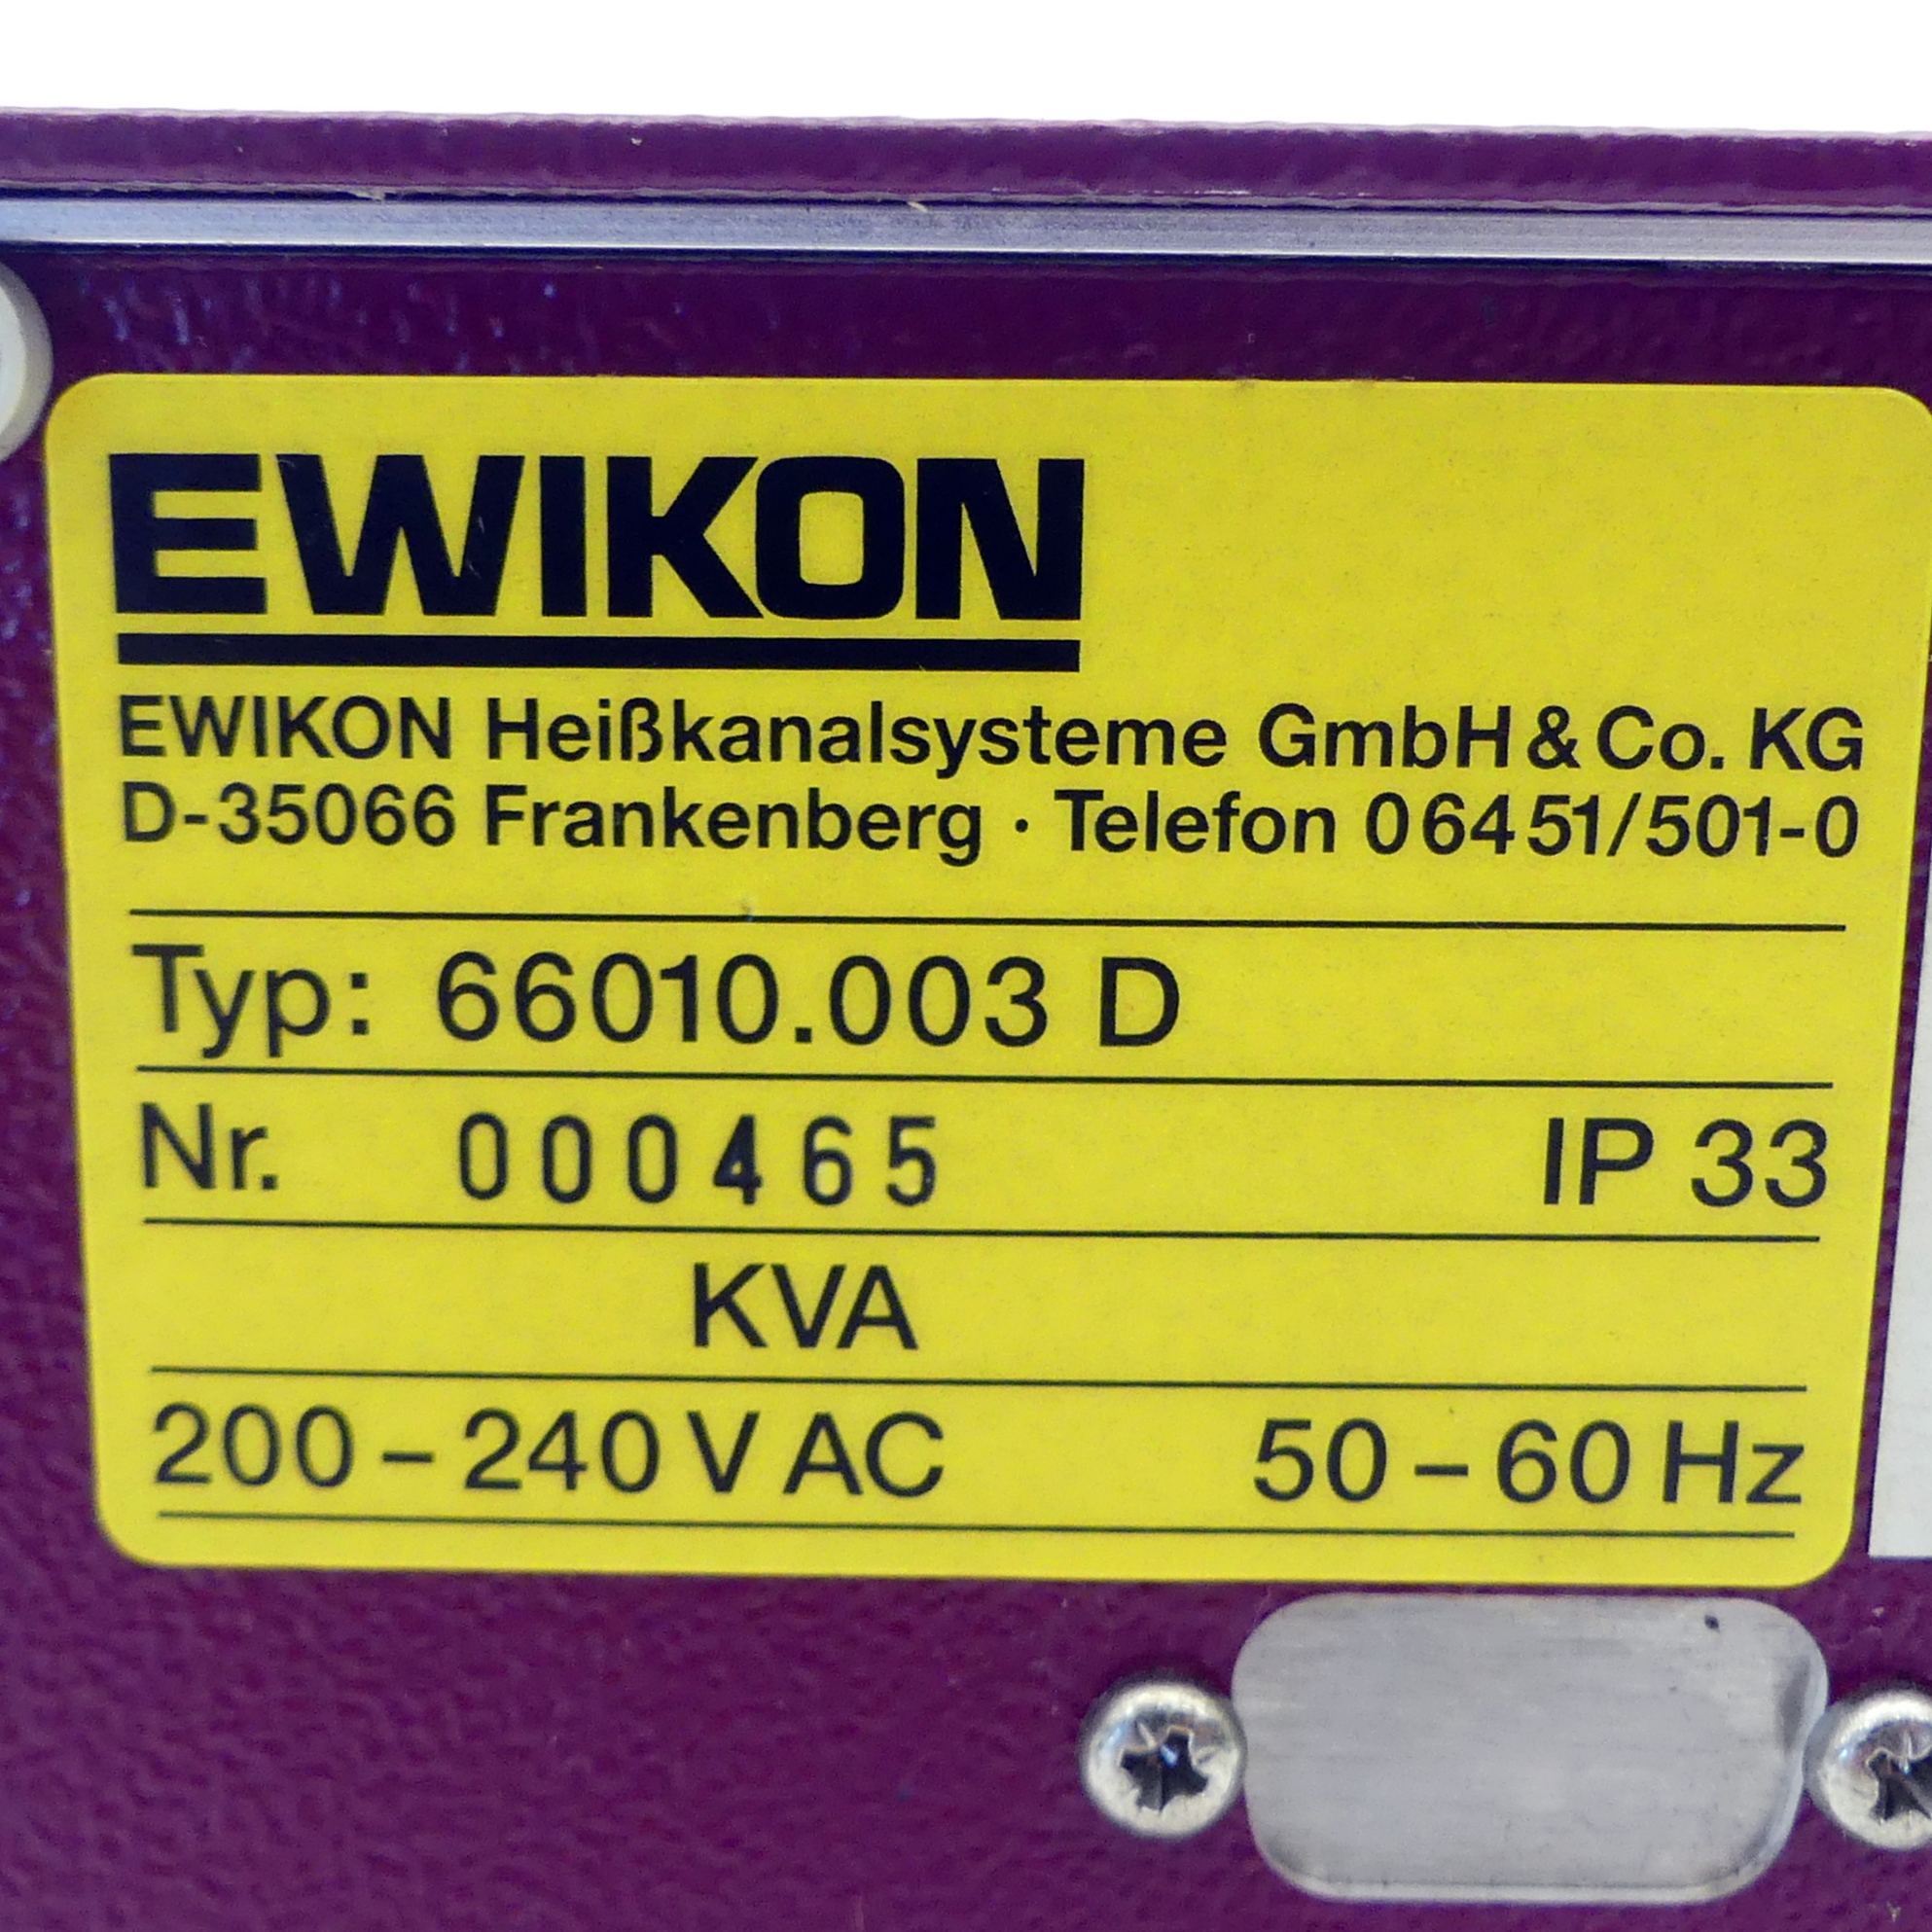 EWIKON
EWIKON Heißkanalsysteme GmbH & Co. KG
D-35066 Frankenberg · Telefon 06451/501-0
Typ: 66010.003 D
Nr. 000465 IP 33
KVA
200 – 240 V AC 50 – 60 Hz